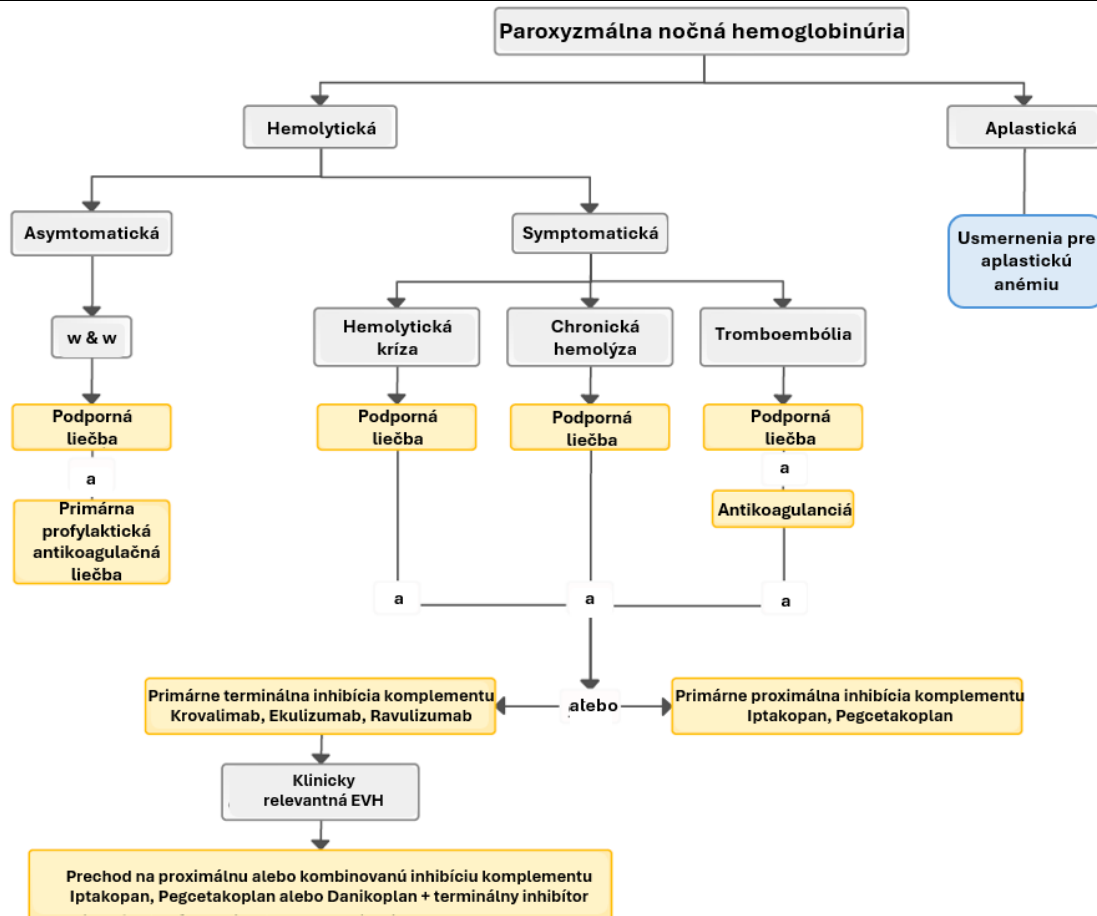 Paroxyzmálna nočná hemoglobinúria
Hemolytická
Aplastická
Asymtomatická
Symptomatická
Usmernenia pre
aplastickú
anémiu
w & w
Hemolytická
kríza
Chronická
hemolýza
Tromboembólia
Podporná
liečba
Podporná
liečba
Podporná
liečba
Podporná
liečba
a
a
Primárna
profylaktická
antikoagulačná
liečba
Antikoagulanciá
a
a
a
Primárne terminálna inhibícia komplementu
Krovalimab, Ekulizumab, Ravulizumab
alebo
Primárne proximálna inhibícia komplementu
Iptakopan, Pegcetakoplan
Klinicky
relevantná EVH
Prechod na proximálnu alebo kombinovanú inhibíciu komplementu
Iptakopan, Pegcetakoplan alebo Danikoplan + terminálny inhibítor